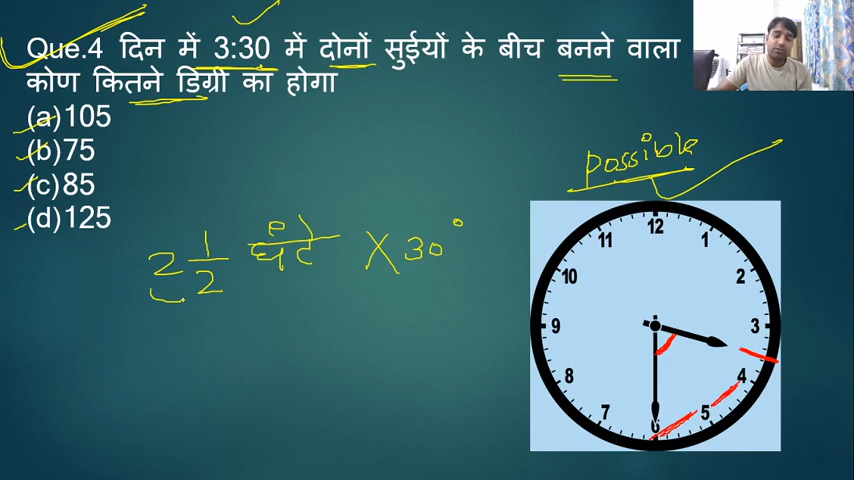 Que.4 दिन में 3:30 में दोनों सुईयों के बीच बनने वाला
कोण कितने डिग्री का होगा
(a)105
(b)75
(c)85
(d)125
possible
2 1/2 घंटे X 30°
12
11 1
10 2
9 3
8 4
7 5
6